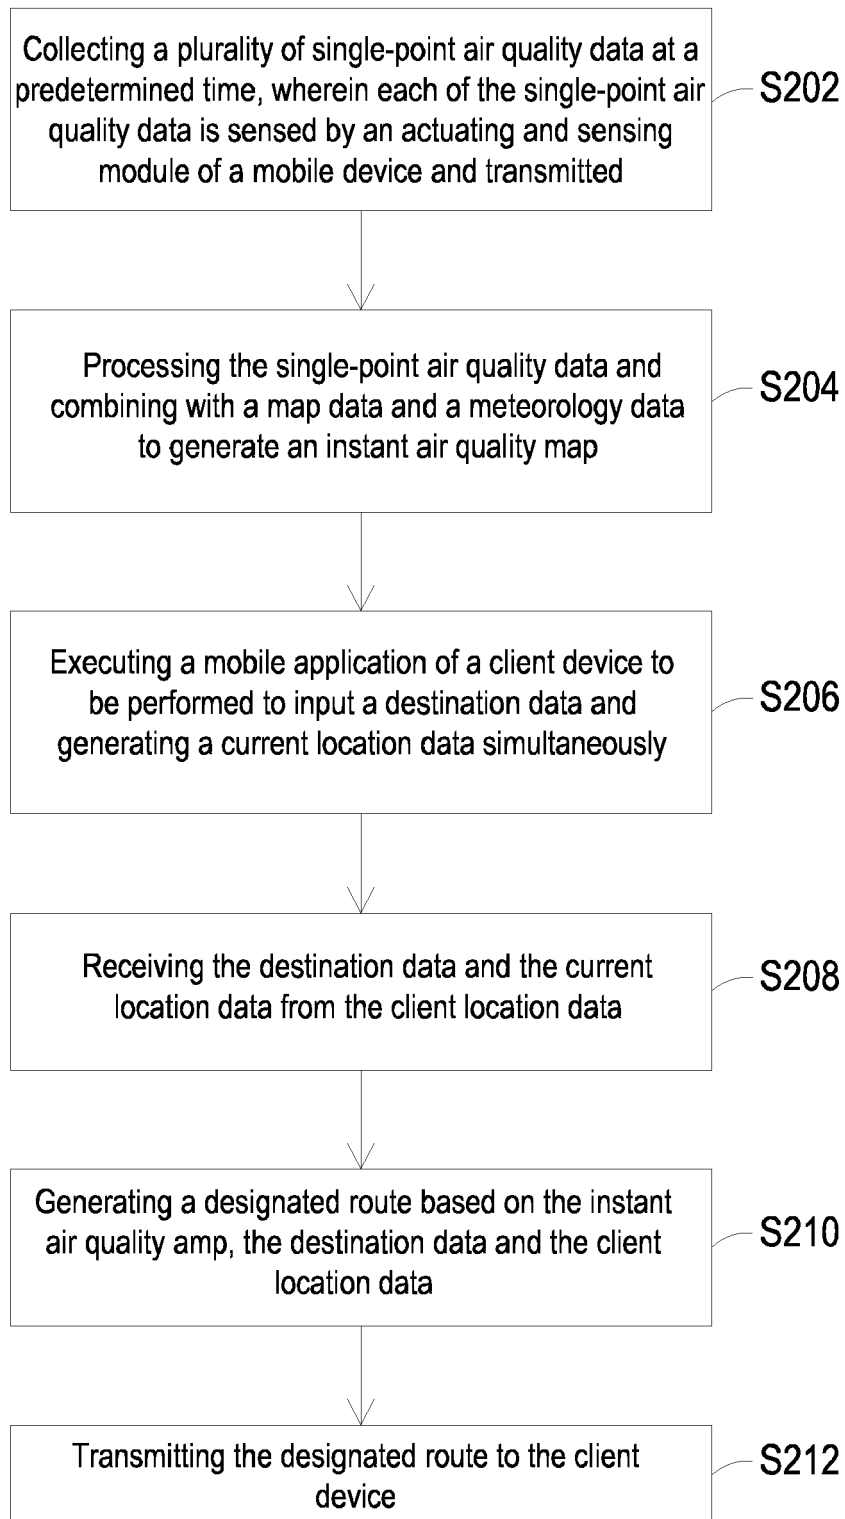 Collecting a plurality of single-point air quality data at a
predetermined time, wherein each of the single-point air
quality data is sensed by an actuating and sensing
module of a mobile device and transmitted
S202
Processing the single-point air quality data and
combining with a map data and a meteorology data
to generate an instant air quality map
S204
Executing a mobile application of a client device to
be performed to input a destination data and
generating a current location data simultaneously
S206
Receiving the destination data and the current
location data from the client location data
S208
Generating a designated route based on the instant
air quality amp, the destination data and the client
location data
S210
Transmitting the designated route to the client
device
S212